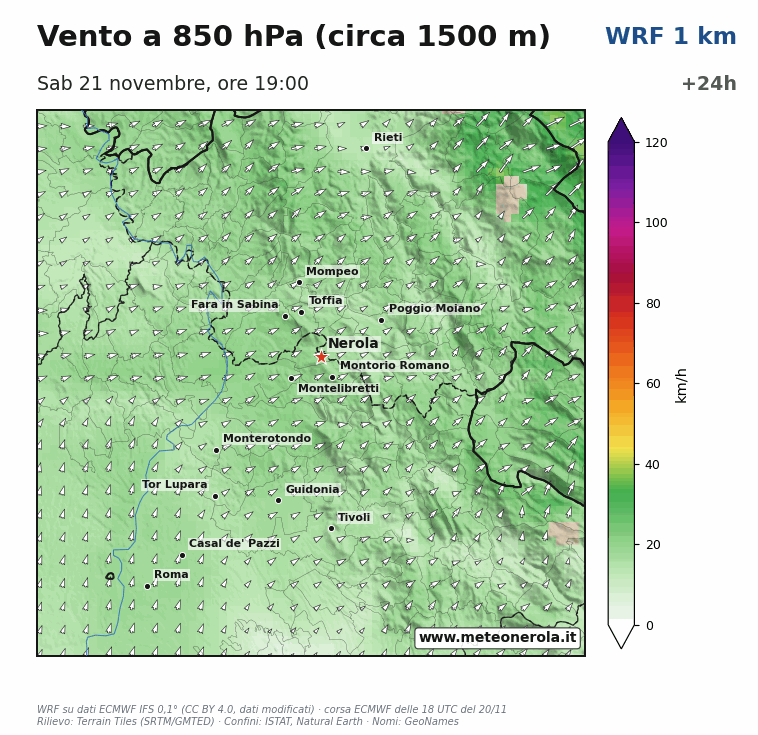 Vento a 850 hPa (circa 1500 m)
WRF 1 km
Sab 21 novembre, ore 19:00
+24h
Rieti
Mompeo
Fara in Sabina
Toffia
Poggio Moiano
Nerola
Montorio Romano
Montelibretti
Monterotondo
Tor Lupara
Guidonia
Tivoli
Casal de' Pazzi
Roma
www.meteonerola.it
120
100
80
60
40
20
0
km/h
WRF su dati ECMWF IFS 0,1° (CC BY 4.0, dati modificati) · corsa ECMWF delle 18 UTC del 20/11
Rilievo: Terrain Tiles (SRTM/GMTED) · Confini: ISTAT, Natural Earth · Nomi: GeoNames